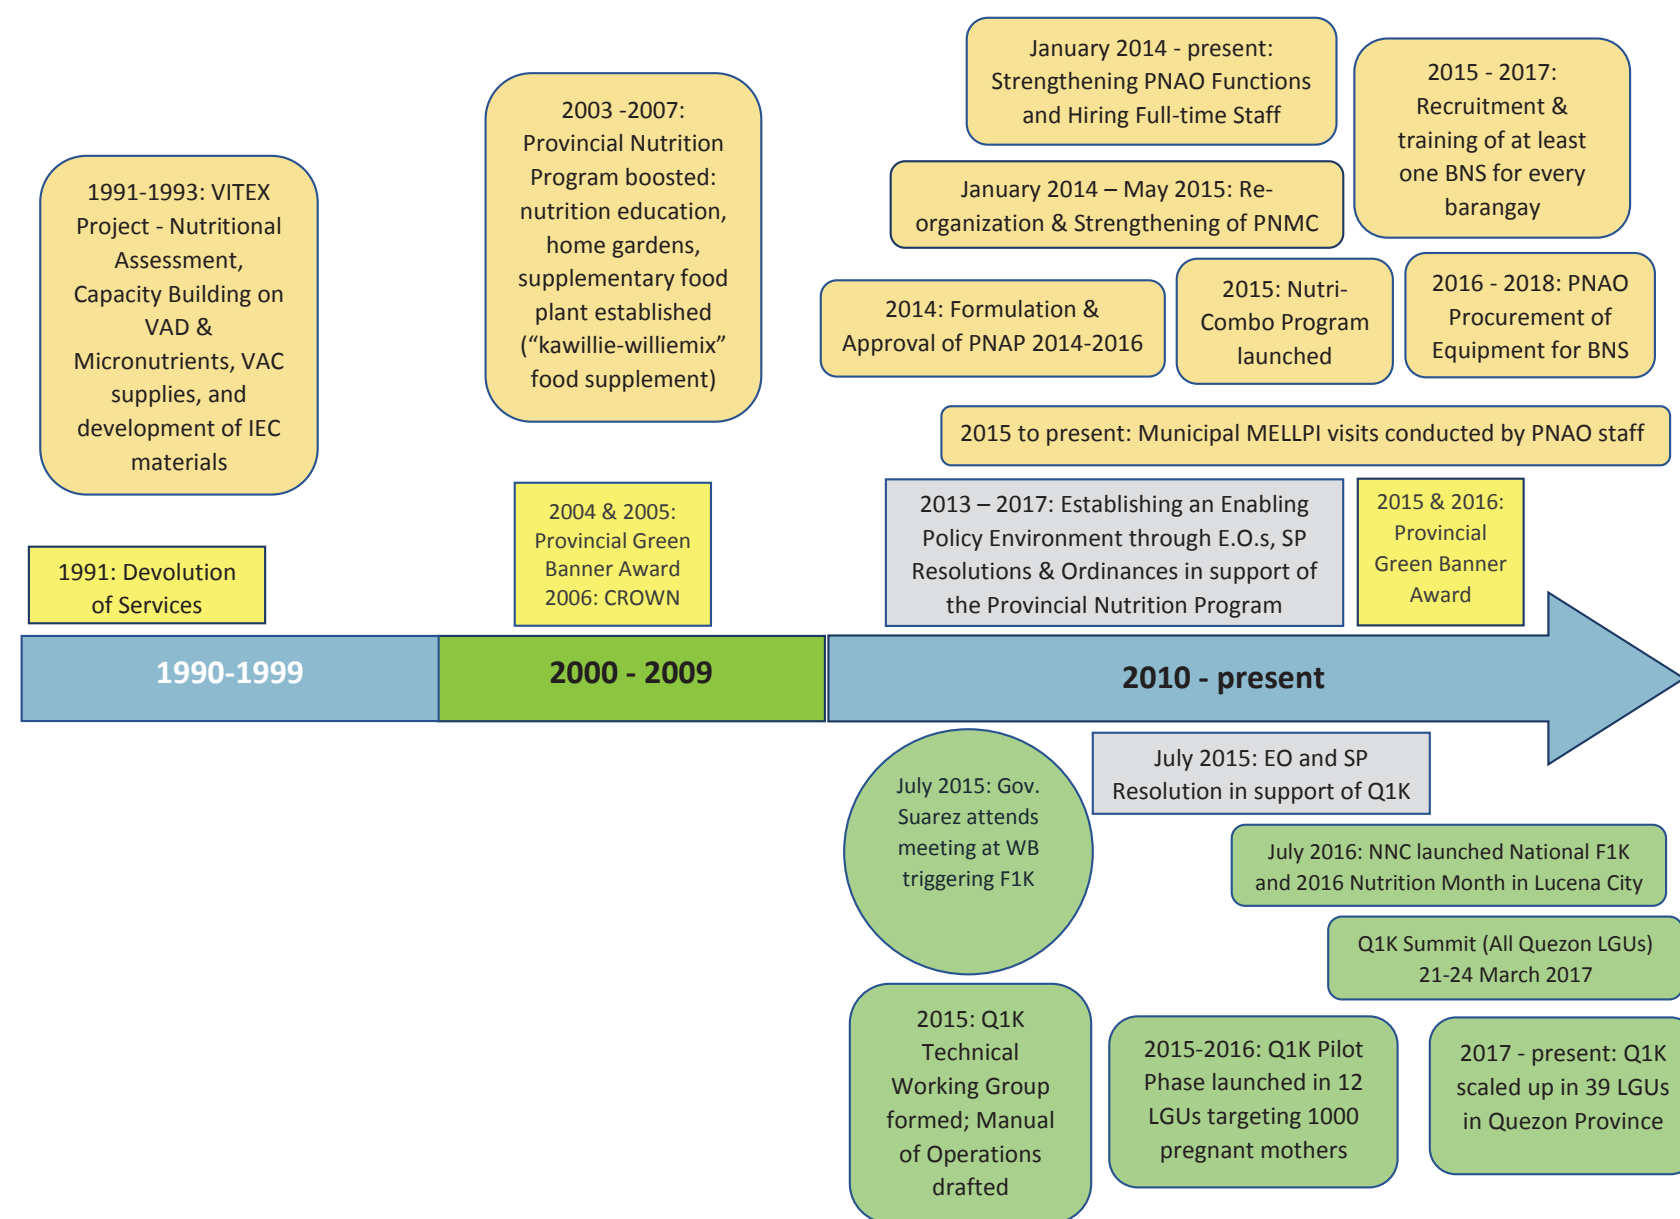 1991-1993: VITEX
Project - Nutritional
Assessment,
Capacity Building on
VAD &
Micronutrients, VAC
supplies, and
development of IEC
materials
2003 -2007:
Provincial Nutrition
Program boosted:
nutrition education,
home gardens,
supplementary food
plant established
(“kawillie-williemix”
food supplement)
January 2014 - present:
Strengthening PNAO Functions
and Hiring Full-time Staff
2015 - 2017:
Recruitment &
training of at least
one BNS for every
barangay
January 2014 – May 2015: Re-
organization & Strengthening of PNMC
2014: Formulation &
Approval of PNAP 2014-2016
2015: Nutri-
Combo Program
launched
2016 - 2018: PNAO
Procurement of
Equipment for BNS
2015 to present: Municipal MELLPI visits conducted by PNAO staff
1991: Devolution
of Services
2004 & 2005:
Provincial Green
Banner Award
2006: CROWN
2013 – 2017: Establishing an Enabling
Policy Environment through E.O.s, SP
Resolutions & Ordinances in support of
the Provincial Nutrition Program
2015 & 2016:
Provincial
Green Banner
Award
1990-1999
2000 - 2009
2010 - present
July 2015: Gov.
Suarez attends
meeting at WB
triggering F1K
July 2015: EO and SP
Resolution in support of Q1K
July 2016: NNC launched National F1K
and 2016 Nutrition Month in Lucena City
Q1K Summit (All Quezon LGUs)
21-24 March 2017
2015: Q1K
Technical
Working Group
formed; Manual
of Operations
drafted
2015-2016: Q1K Pilot
Phase launched in 12
LGUs targeting 1000
pregnant mothers
2017 - present: Q1K
scaled up in 39 LGUs
in Quezon Province